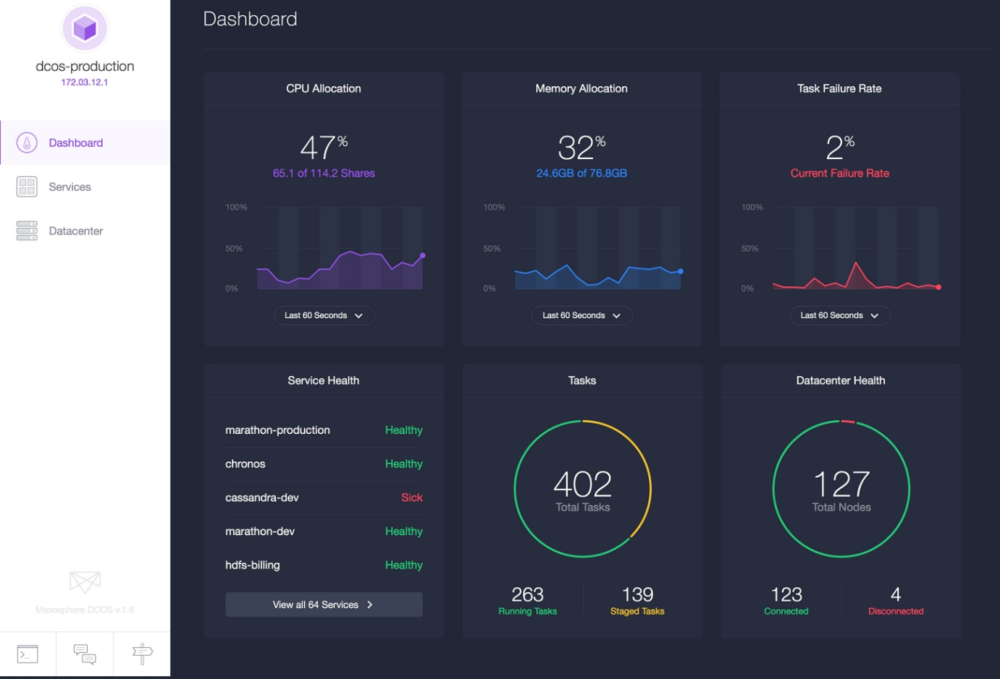 dcos-production
172.03.12.1
Dashboard
Services
Datacenter
Mesosphere DCOS v.1.6
Dashboard
CPU Allocation
47%
65.1 of 114.2 Shares
100%
50%
0%
Last 60 Seconds
Memory Allocation
32%
24.6GB of 76.8GB
100%
50%
0%
Last 60 Seconds
Task Failure Rate
2%
Current Failure Rate
100%
50%
0%
Last 60 Seconds
Service Health
marathon-production Healthy
chronos Healthy
cassandra-dev Sick
marathon-dev Healthy
hdfs-billing Healthy
View all 64 Services
Tasks
402
Total Tasks
263
Running Tasks
139
Staged Tasks
Datacenter Health
127
Total Nodes
123
Connected
4
Disconnected